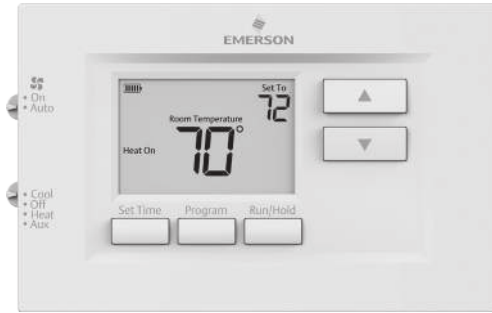 EMERSON
On
Auto
Set To
72
Room Temperature
70°
Heat On
Cool
Off
Heat
Aux
Set Time Program Run/Hold